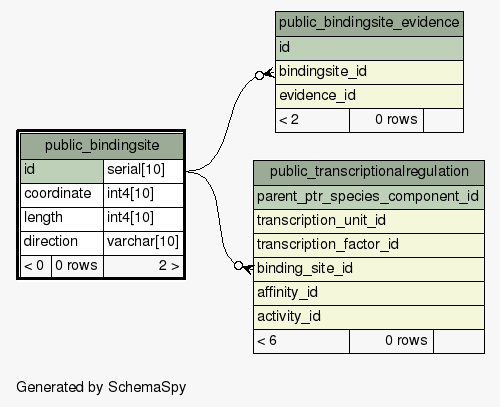 public_bindingsite_evidence
id
bindingsite_id
evidence_id
< 2 0 rows
public_bindingsite
id serial[10]
coordinate int4[10]
length int4[10]
direction varchar[10]
< 0 0 rows 2 >
public_transcriptionalregulation
parent_ptr_species_component_id
transcription_unit_id
transcription_factor_id
binding_site_id
affinity_id
activity_id
< 6 0 rows
Generated by SchemaSpy